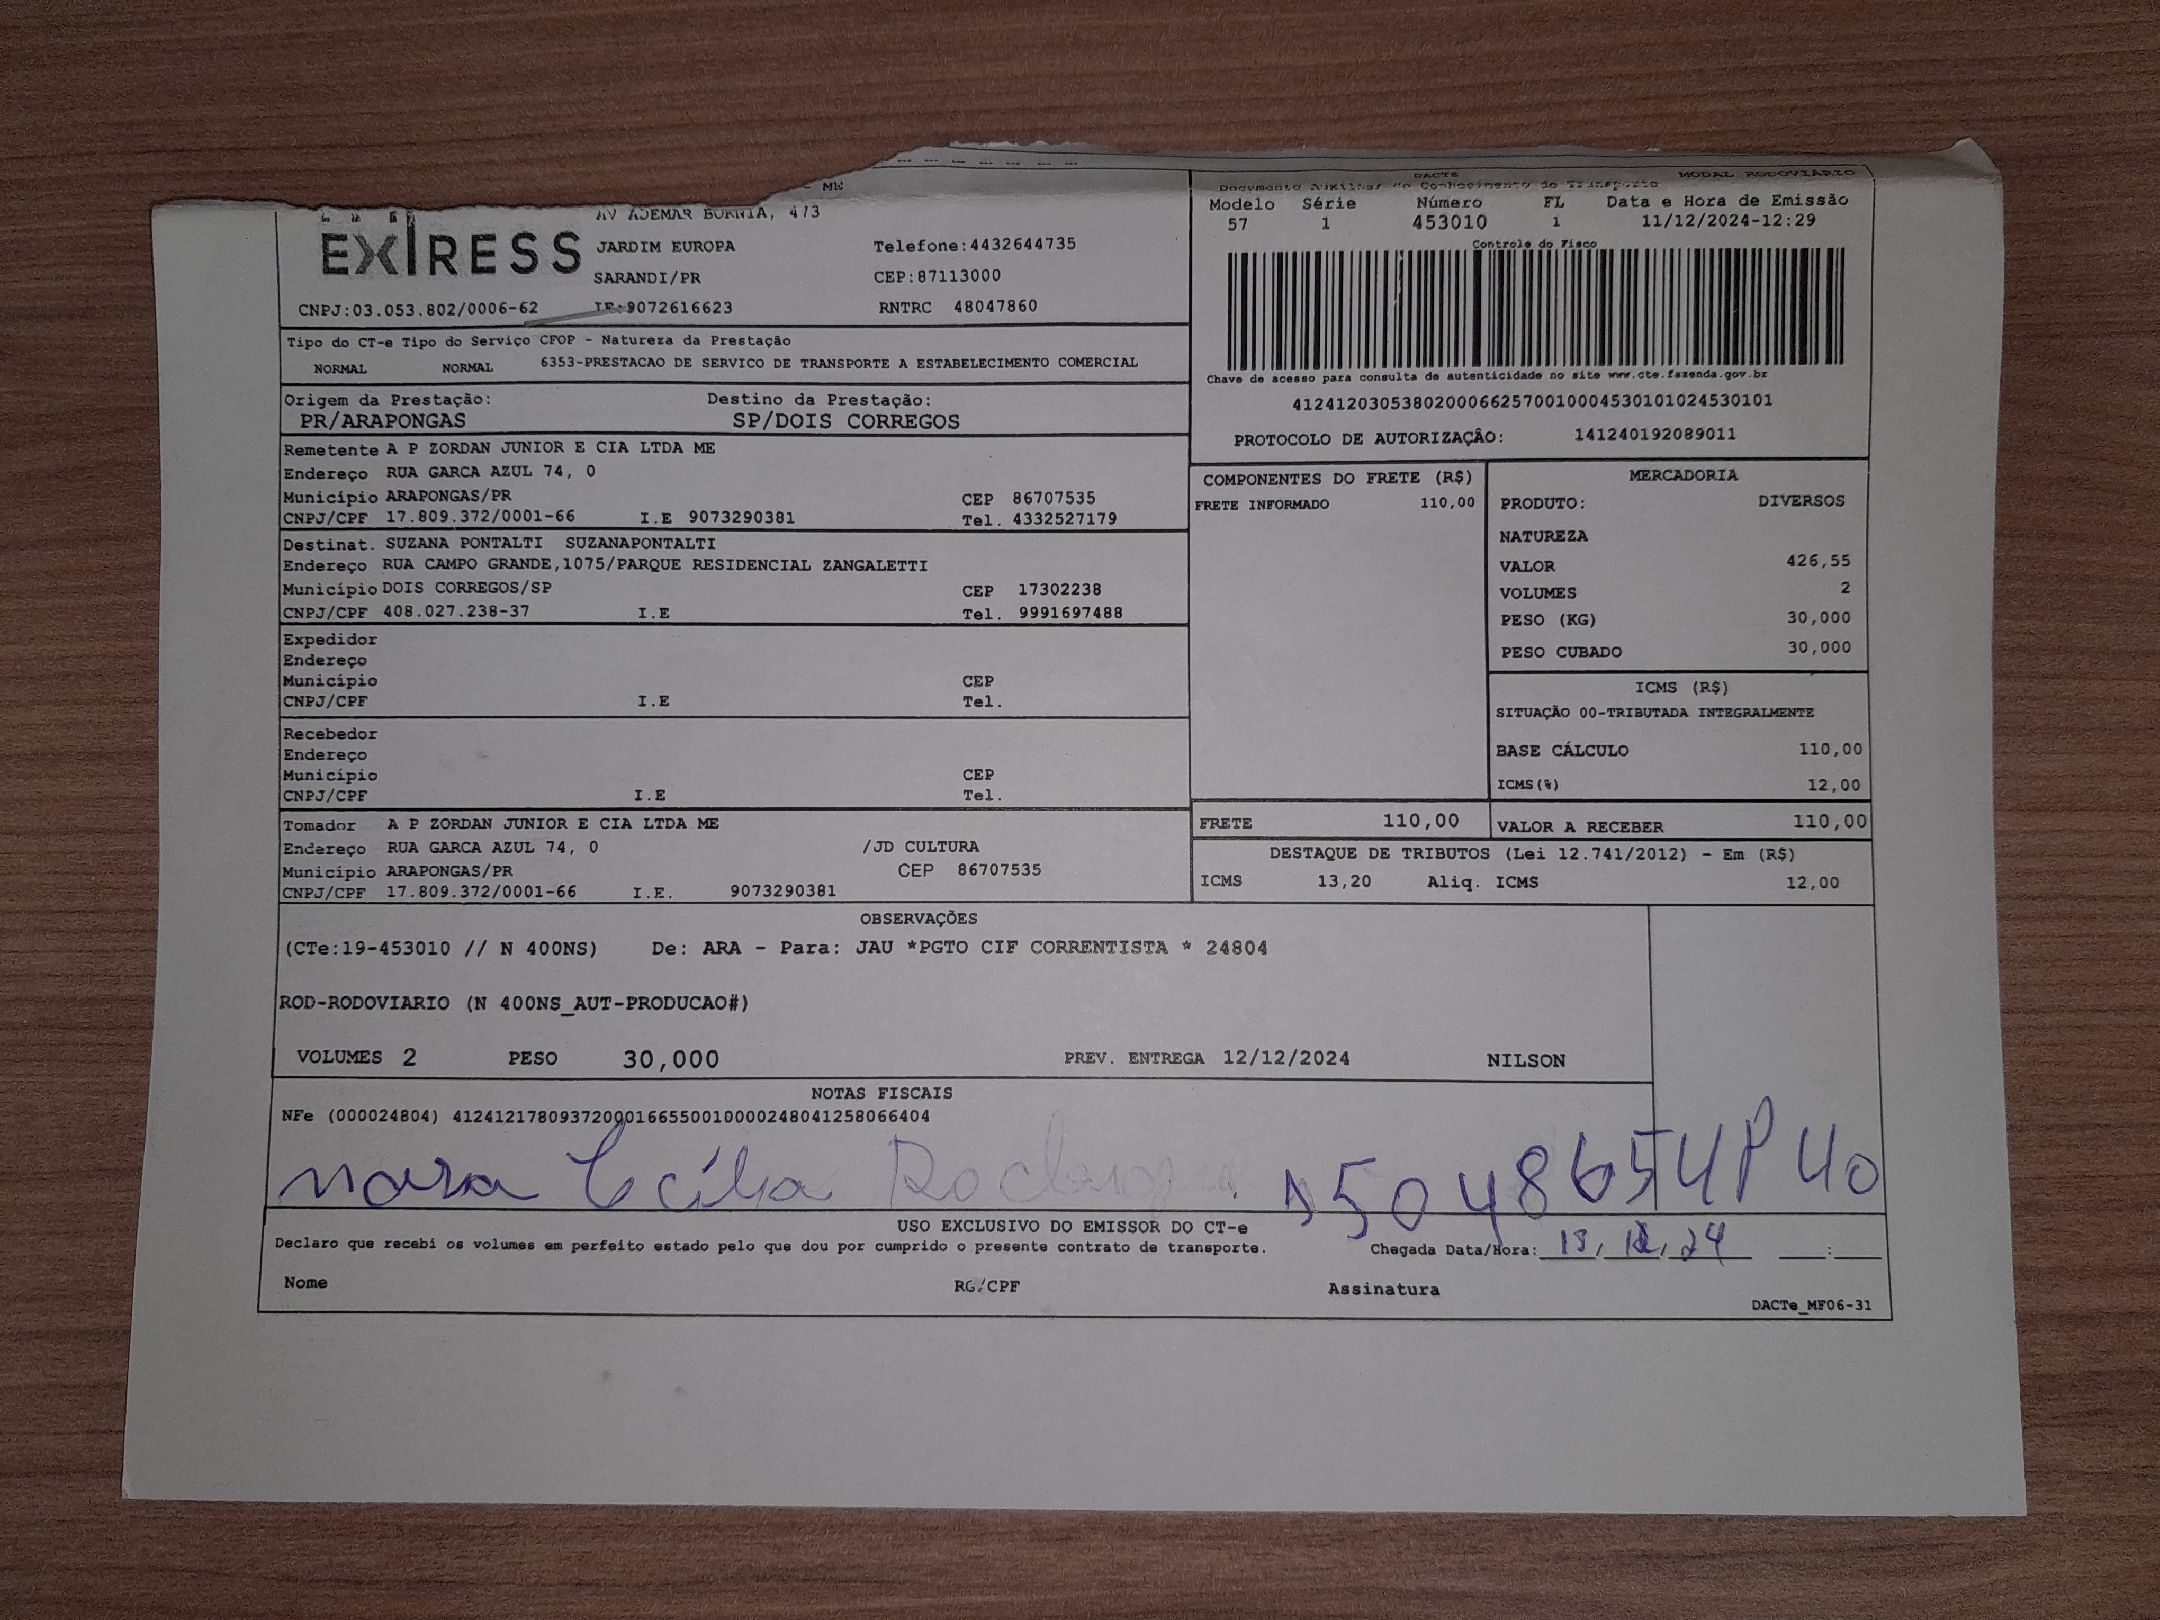 ME
AV ADEMAR BORNIA, 473
EXPRESS
JARDIM EUROPA
Telefone:4432644735
SARANDI/PR
CEP:87113000
CNPJ:03.053.802/0006-62
IE:9072616623
RNTRC 48047860
DACTE
MODAL RODOVIÁRIO
Documento Auxiliar do Conhecimento de Transporte
Modelo Série Número FL Data e Hora de Emissão
57 1 453010 1 11/12/2024-12:29
Controle do Fisco
Chave de acesso para consulta de autenticidade no site www.cte.fazenda.gov.br
41241203053802000662570010004530101024530101
PROTOCOLO DE AUTORIZAÇÃO: 141240192089011
Tipo do CT-e Tipo do Serviço CFOP - Natureza da Prestação
NORMAL NORMAL 6353-PRESTACAO DE SERVICO DE TRANSPORTE A ESTABELECIMENTO COMERCIAL
Origem da Prestação: Destino da Prestação:
PR/ARAPONGAS SP/DOIS CORREGOS
Remetente A P ZORDAN JUNIOR E CIA LTDA ME
Endereço RUA GARCA AZUL 74, 0
Município ARAPONGAS/PR CEP 86707535
CNPJ/CPF 17.809.372/0001-66 I.E 9073290381 Tel. 4332527179
Destinat. SUZANA PONTALTI SUZANAPONTALTI
Endereço RUA CAMPO GRANDE,1075/PARQUE RESIDENCIAL ZANGALETTI
Município DOIS CORREGOS/SP CEP 17302238
CNPJ/CPF 408.027.238-37 I.E Tel. 9991697488
Expedidor
Endereço
Município CEP
CNPJ/CPF I.E Tel.
Recebedor
Endereço
Município CEP
CNPJ/CPF I.E Tel.
Tomador A P ZORDAN JUNIOR E CIA LTDA ME
Endereço RUA GARCA AZUL 74, 0 /JD CULTURA
Município ARAPONGAS/PR CEP 86707535
CNPJ/CPF 17.809.372/0001-66 I.E. 9073290381
COMPONENTES DO FRETE (R$)
FRETE INFORMADO 110,00
MERCADORIA
PRODUTO: DIVERSOS
NATUREZA
VALOR 426,55
VOLUMES 2
PESO (KG) 30,000
PESO CUBADO 30,000
ICMS (R$)
SITUAÇÃO 00-TRIBUTADA INTEGRALMENTE
BASE CÁLCULO 110,00
ICMS(%) 12,00
FRETE 110,00 VALOR A RECEBER 110,00
DESTAQUE DE TRIBUTOS (Lei 12.741/2012) - Em (R$)
ICMS 13,20 Aliq. ICMS 12,00
OBSERVAÇÕES
(CTe:19-453010 // N 400NS) De: ARA - Para: JAU *PGTO CIF CORRENTISTA * 24804
ROD-RODOVIARIO (N 400NS_AUT-PRODUCAO#)
VOLUMES 2 PESO 30,000 PREV. ENTREGA 12/12/2024 NILSON
NOTAS FISCAIS
NFe (000024804) 41241217809372000166550010000248041258066404
Cecília
USO EXCLUSIVO DO EMISSOR DO CT-e
Declaro que recebi os volumes em perfeito estado pelo que dou por cumprido o presente contrato de transporte. Chegada Data/Hora: 13, 12, 24 :
Nome RG/CPF Assinatura
DACTe_MF06-31